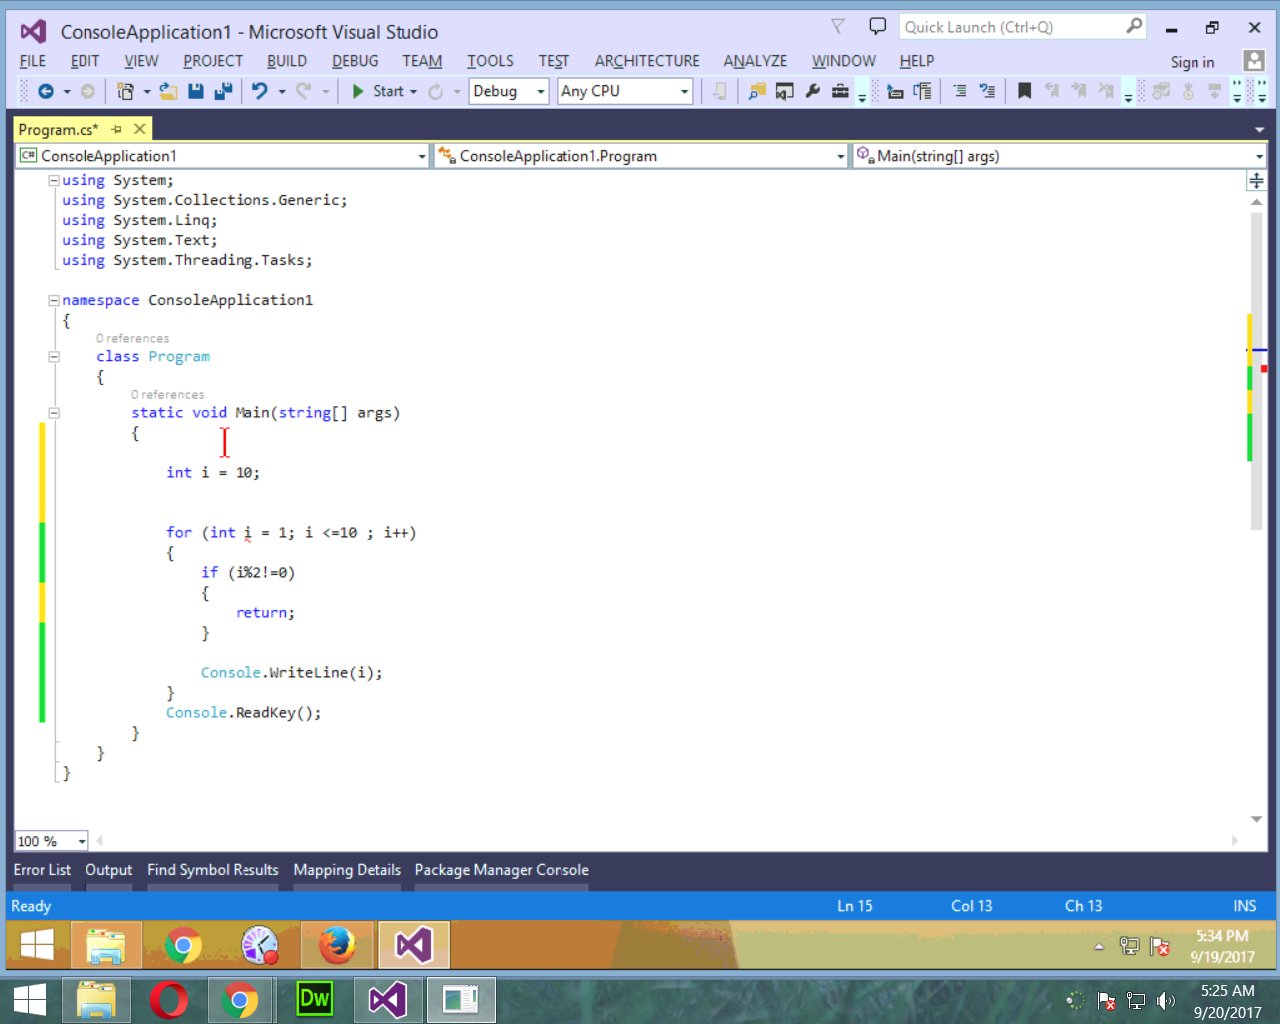 ConsoleApplication1 - Microsoft Visual Studio
Quick Launch (Ctrl+Q)
FILE EDIT VIEW PROJECT BUILD DEBUG TEAM TOOLS TEST ARCHITECTURE ANALYZE WINDOW HELP Sign in
Start Debug Any CPU
Program.cs*
C# ConsoleApplication1 ConsoleApplication1.Program Main(string[] args)
using System;
using System.Collections.Generic;
using System.Linq;
using System.Text;
using System.Threading.Tasks;
namespace ConsoleApplication1
{
0 references
class Program
{
0 references
static void Main(string[] args)
{
int i = 10;
for (int i = 1; i <=10 ; i++)
{
if (i%2!=0)
{
return;
}
Console.WriteLine(i);
}
Console.ReadKey();
}
}
}
100 %
Error List Output Find Symbol Results Mapping Details Package Manager Console
Ready Ln 15 Col 13 Ch 13 INS
5:34 PM
9/19/2017
Dw
5:25 AM
9/20/2017